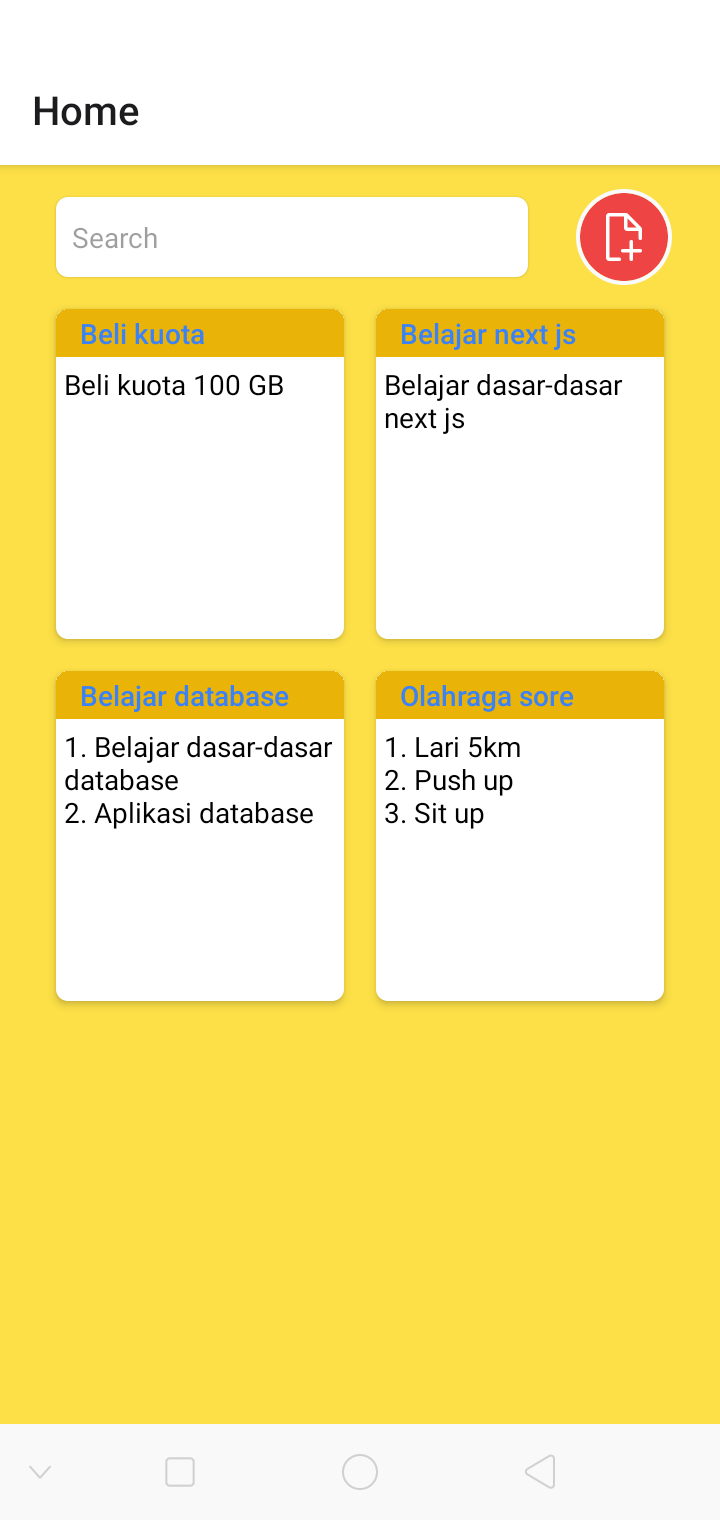 Home
Search
Beli kuota
Beli kuota 100 GB
Belajar next js
Belajar dasar-dasar
next js
Belajar database
1. Belajar dasar-dasar
database
2. Aplikasi database
Olahraga sore
1. Lari 5km
2. Push up
3. Sit up